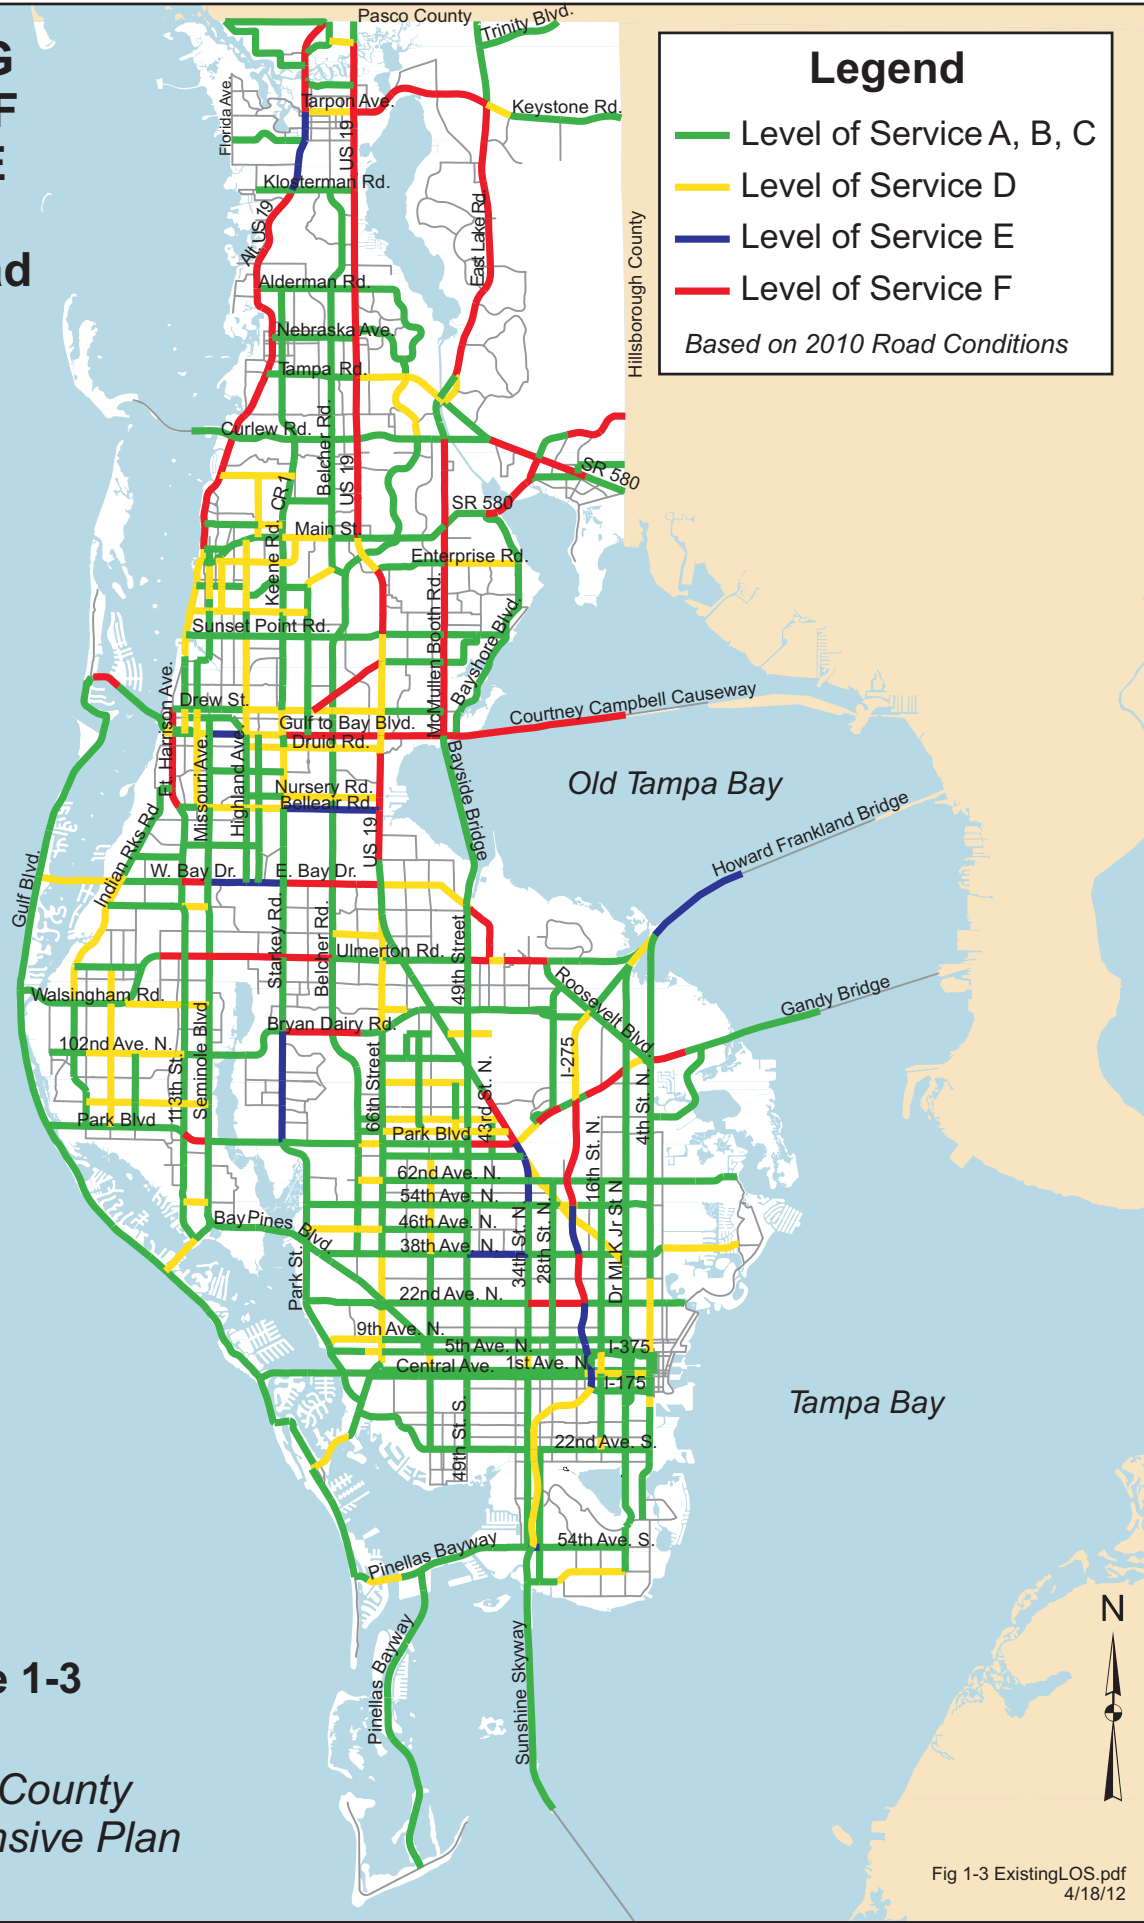 Pasco County
Trinity Blvd.
G
F
E
ad
Legend
Level of Service A, B, C
Level of Service D
Level of Service E
Level of Service F
Based on 2010 Road Conditions
Florida Ave.
Tarpon Ave.
Keystone Rd.
US 19
Klosterman Rd.
Alt. US 19
East Lake Rd.
Hillsborough County
Alderman Rd.
Nebraska Ave.
Tampa Rd.
Curlew Rd.
Belcher Rd.
US 19
CR 1
SR 580
SR 580
Main St.
Keene Rd.
Enterprise Rd.
McMullen Booth Rd.
Sunset Point Rd.
Bayshore Blvd.
Ft. Harrison Ave.
Drew St.
Gulf to Bay Blvd.
Courtney Campbell Causeway
Druid Rd.
Missouri Ave.
Highland Ave.
Bayside Bridge
Old Tampa Bay
Nursery Rd.
Belleair Rd.
US 19
Howard Frankland Bridge
Indian Rks Rd
Gulf Blvd.
W. Bay Dr.
E. Bay Dr.
Starkey Rd.
Belcher Rd.
Ulmerton Rd.
49th Street
Roosevelt Blvd.
Gandy Bridge
Walsingham Rd.
Bryan Dairy Rd.
102nd Ave. N.
113th St.
Seminole Blvd
66th Street
43rd St. N.
I-275
4th St. N.
Park Blvd
Park Blvd
16th St. N.
62nd Ave. N.
54th Ave. N.
46th Ave. N.
38th Ave. N.
Bay Pines Blvd.
34th St. N.
28th St. N.
Dr MLK Jr St N
Park St.
22nd Ave. N.
9th Ave. N.
5th Ave. N.
I-375
Central Ave.
1st Ave. N.
I-175
Tampa Bay
49th St. S.
22nd Ave. S.
54th Ave. S.
Pinellas Bayway
Pinellas Bayway
Sunshine Skyway
N
e 1-3
County
nsive Plan
Fig 1-3 ExistingLOS.pdf
4/18/12